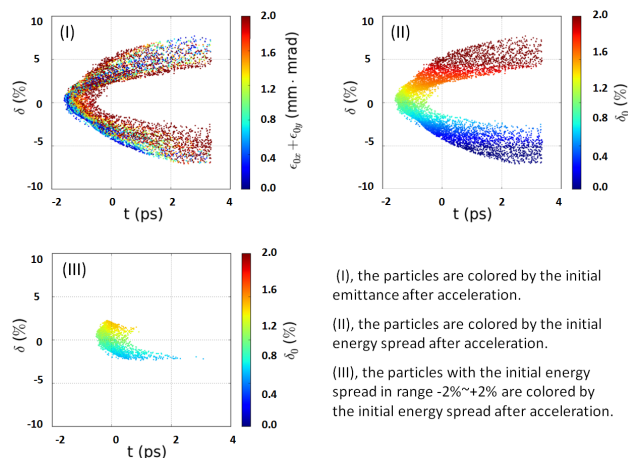 (I)
10
5
0
-5
-10
δ (%)
-2
0
2
4
t (ps)
2.0
1.6
1.2
0.8
0.4
0.0
ϵ0x + ϵ0y (mm · mrad)
(II)
10
5
0
-5
-10
δ (%)
-2
0
2
4
t (ps)
2.0
1.6
1.2
0.8
0.4
0.0
δ0 (%)
(III)
10
5
0
-5
-10
δ (%)
-2
0
2
4
t (ps)
2.0
1.6
1.2
0.8
0.4
0.0
δ0 (%)
(I), the particles are colored by the initial
emittance after acceleration.
(II), the particles are colored by the initial
energy spread after acceleration.
(III), the particles with the initial energy
spread in range -2%~+2% are colored by
the initial energy spread after acceleration.